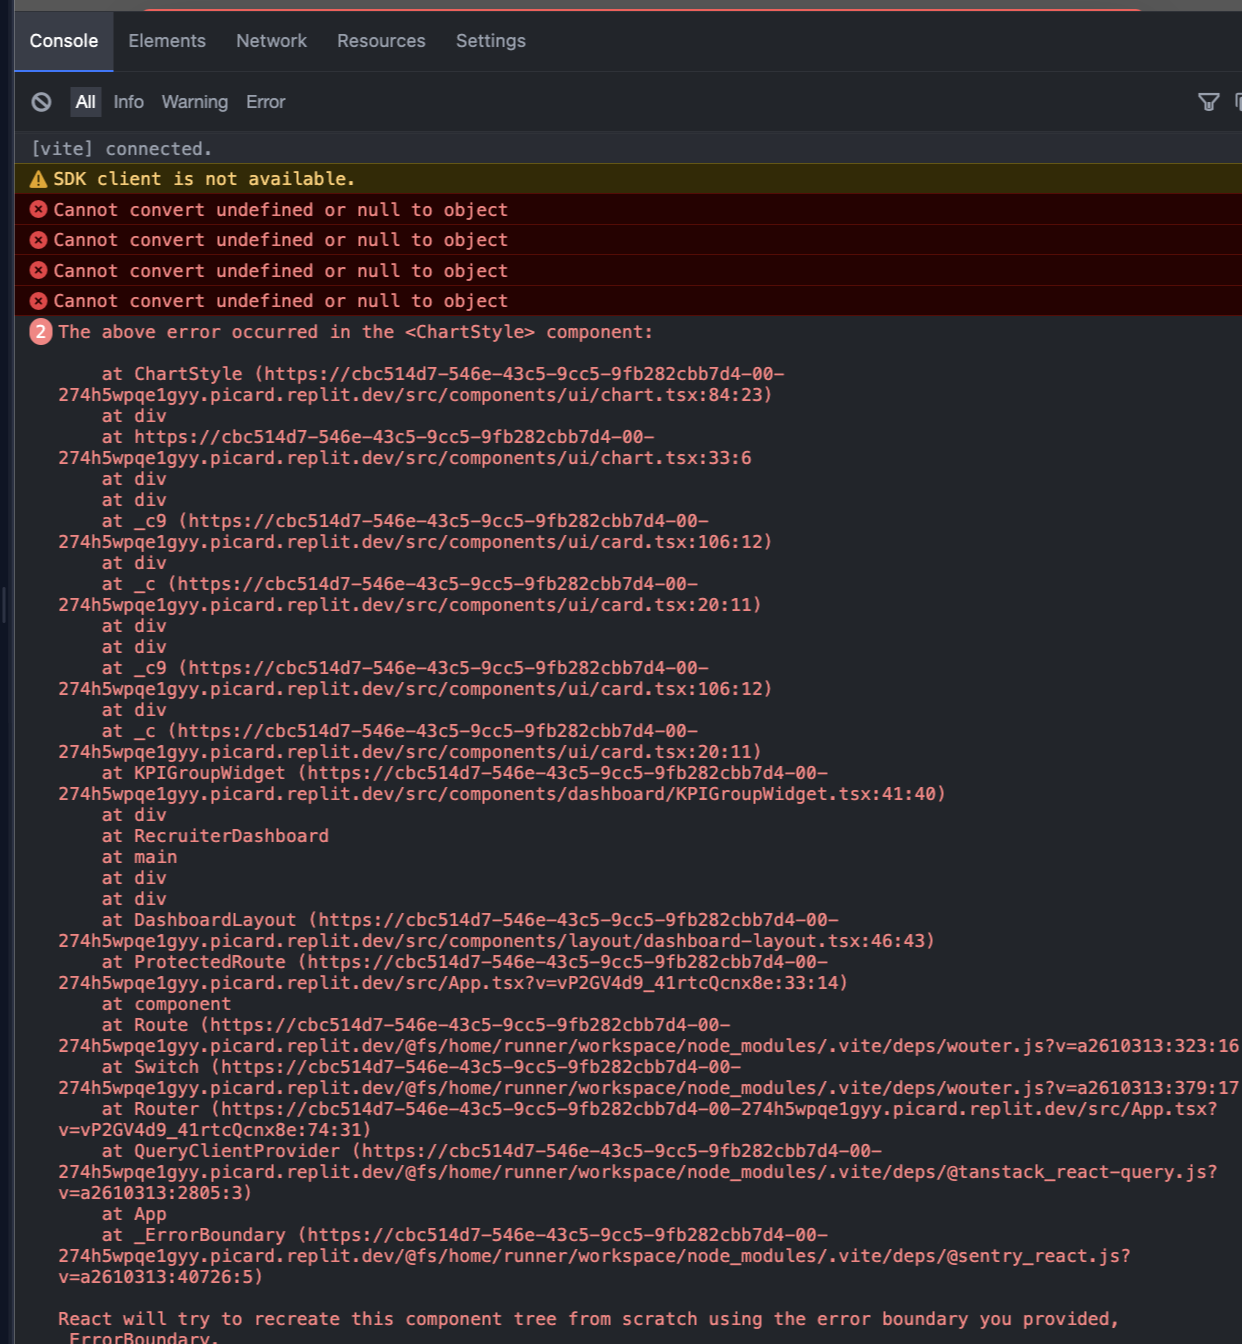 Console Elements Network Resources Settings
All Info Warning Error
[vite] connected.
SDK client is not available.
Cannot convert undefined or null to object
Cannot convert undefined or null to object
Cannot convert undefined or null to object
Cannot convert undefined or null to object
2 The above error occurred in the <ChartStyle> component:
at ChartStyle (https://cbc514d7-546e-43c5-9cc5-9fb282cbb7d4-00-
274h5wpqe1gyy.picard.replit.dev/src/components/ui/chart.tsx:84:23)
at div
at https://cbc514d7-546e-43c5-9cc5-9fb282cbb7d4-00-
274h5wpqe1gyy.picard.replit.dev/src/components/ui/chart.tsx:33:6
at div
at div
at _c9 (https://cbc514d7-546e-43c5-9cc5-9fb282cbb7d4-00-
274h5wpqe1gyy.picard.replit.dev/src/components/ui/card.tsx:106:12)
at div
at _c (https://cbc514d7-546e-43c5-9cc5-9fb282cbb7d4-00-
274h5wpqe1gyy.picard.replit.dev/src/components/ui/card.tsx:20:11)
at div
at div
at _c9 (https://cbc514d7-546e-43c5-9cc5-9fb282cbb7d4-00-
274h5wpqe1gyy.picard.replit.dev/src/components/ui/card.tsx:106:12)
at div
at _c (https://cbc514d7-546e-43c5-9cc5-9fb282cbb7d4-00-
274h5wpqe1gyy.picard.replit.dev/src/components/ui/card.tsx:20:11)
at KPIGroupWidget (https://cbc514d7-546e-43c5-9cc5-9fb282cbb7d4-00-
274h5wpqe1gyy.picard.replit.dev/src/components/dashboard/KPIGroupWidget.tsx:41:40)
at div
at RecruiterDashboard
at main
at div
at div
at DashboardLayout (https://cbc514d7-546e-43c5-9cc5-9fb282cbb7d4-00-
274h5wpqe1gyy.picard.replit.dev/src/components/layout/dashboard-layout.tsx:46:43)
at ProtectedRoute (https://cbc514d7-546e-43c5-9cc5-9fb282cbb7d4-00-
274h5wpqe1gyy.picard.replit.dev/src/App.tsx?v=vP2GV4d9_41rtcQcnx8e:33:14)
at component
at Route (https://cbc514d7-546e-43c5-9cc5-9fb282cbb7d4-00-
274h5wpqe1gyy.picard.replit.dev/@fs/home/runner/workspace/node_modules/.vite/deps/wouter.js?v=a2610313:323:16
at Switch (https://cbc514d7-546e-43c5-9cc5-9fb282cbb7d4-00-
274h5wpqe1gyy.picard.replit.dev/@fs/home/runner/workspace/node_modules/.vite/deps/wouter.js?v=a2610313:379:17
at Router (https://cbc514d7-546e-43c5-9cc5-9fb282cbb7d4-00-274h5wpqe1gyy.picard.replit.dev/src/App.tsx?
v=vP2GV4d9_41rtcQcnx8e:74:31)
at QueryClientProvider (https://cbc514d7-546e-43c5-9cc5-9fb282cbb7d4-00-
274h5wpqe1gyy.picard.replit.dev/@fs/home/runner/workspace/node_modules/.vite/deps/@tanstack_react-query.js?
v=a2610313:2805:3)
at App
at _ErrorBoundary (https://cbc514d7-546e-43c5-9cc5-9fb282cbb7d4-00-
274h5wpqe1gyy.picard.replit.dev/@fs/home/runner/workspace/node_modules/.vite/deps/@sentry_react.js?
v=a2610313:40726:5)
React will try to recreate this component tree from scratch using the error boundary you provided,
_ErrorBoundary.